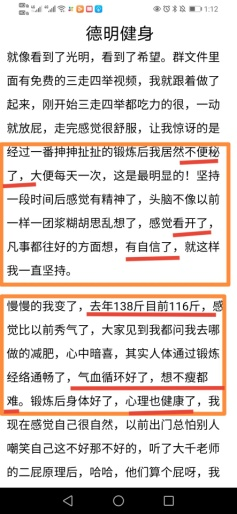 1:12
德明健身
就像看到了光明，看到了希望。群文件里
面有免费的三走四举视频，我就跟着做了
起来，刚开始三走四举都吃力的很，一动
就放屁，走完感觉很舒服，让我惊讶的是
经过一番抻抻扯扯的锻炼后我居然不便秘
了，大便每天一次，这是最明显的！坚持
一段时间后感觉有精神了，头脑不像以前
一样一团浆糊胡思乱想了，感觉看开了，
凡事都往好的方面想，有自信了，就这样
我一直坚持。
慢慢的我变了，去年138斤目前116斤，感
觉比以前秀气了，大家见到我都问我去哪
做的减肥，心中暗喜，其实人体通过锻炼
经络通畅了，气血循环好了，想不瘦都
难。锻炼后身体好了，心理也健康了，我
现在感觉自己很自然，以前出门总怕别人
嘲笑自己这不好那不好的，听了大千老师
的二屁原理后，哈哈，他们算个屁呀，我